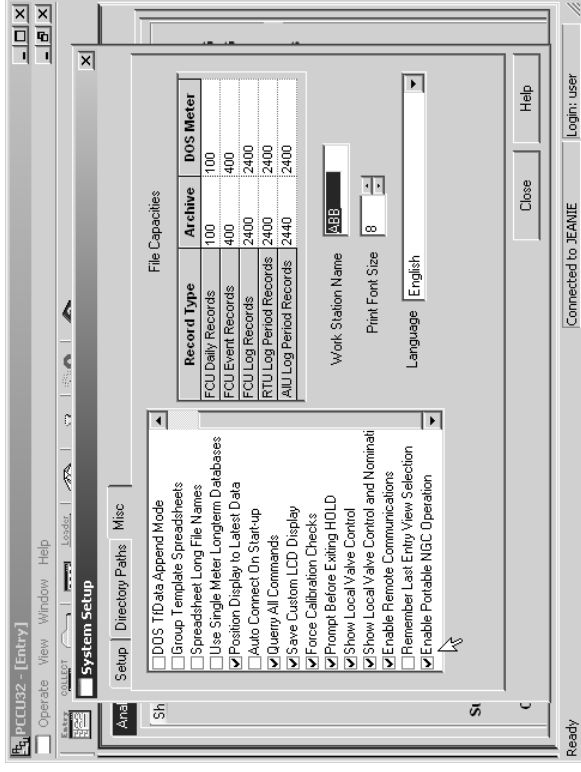 PCCU32 - [Entry]
Operate View Window Help
Entry COLLECT Loader
System Setup
Setup Directory Paths Misc
DOS TfData Append Mode
Group Template Spreadsheets
Spreadsheet Long File Names
Use Single Meter Longterm Databases
Position Display to Latest Data
Auto Connect On Start-up
Querry All Commands
Save Custom LCD Display
Force Calibration Checks
Prompt Before Exiting HOLD
Show Local Valve Control
Show Local Valve Control and Nominati
Enable Remote Communications
Remember Last Entry View Selection
Enable Portable NGC Operation
File Capacities
Record Type Archive DOS Meter
FCU Daily Records 100 100
FCU Event Records 400 400
FCU Log Records 2400 2400
RTU Log Period Records 2400 2400
AIU Log Period Records 2440 2400
Work Station Name ABB
Print Font Size 8
Language English
Close Help
Anal
Sh
Ready Connected to JEANIE Login: user